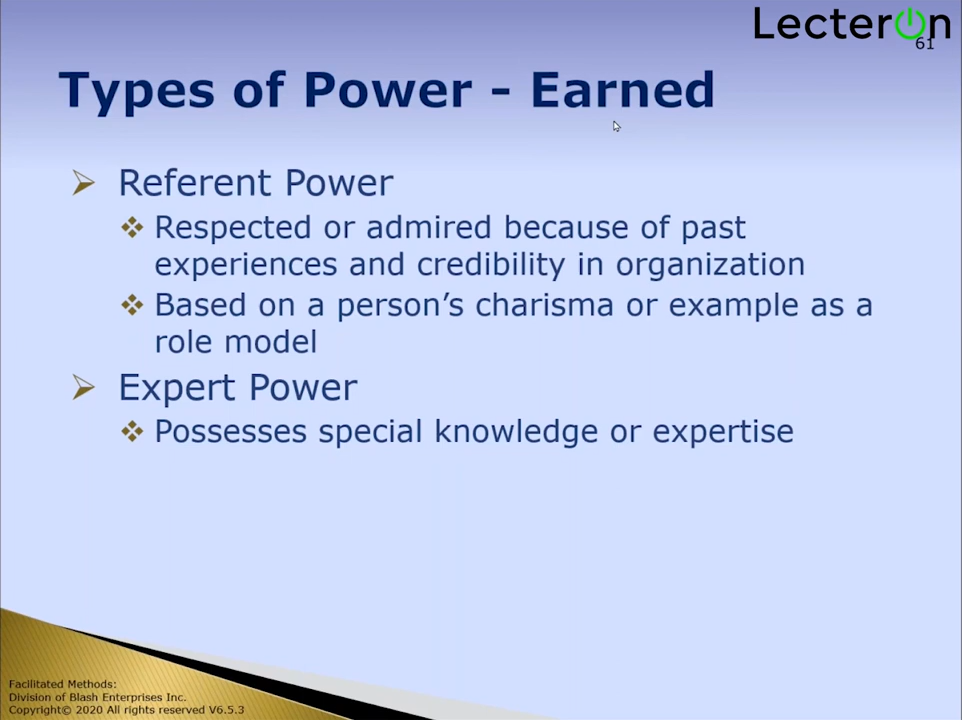 LecterOn
61
Types of Power - Earned
Referent Power
Respected or admired because of past
experiences and credibility in organization
Based on a person’s charisma or example as a
role model
Expert Power
Possesses special knowledge or expertise
Facilitated Methods:
Division of Blash Enterprises Inc.
Copyright© 2020 All rights reserved V6.5.3